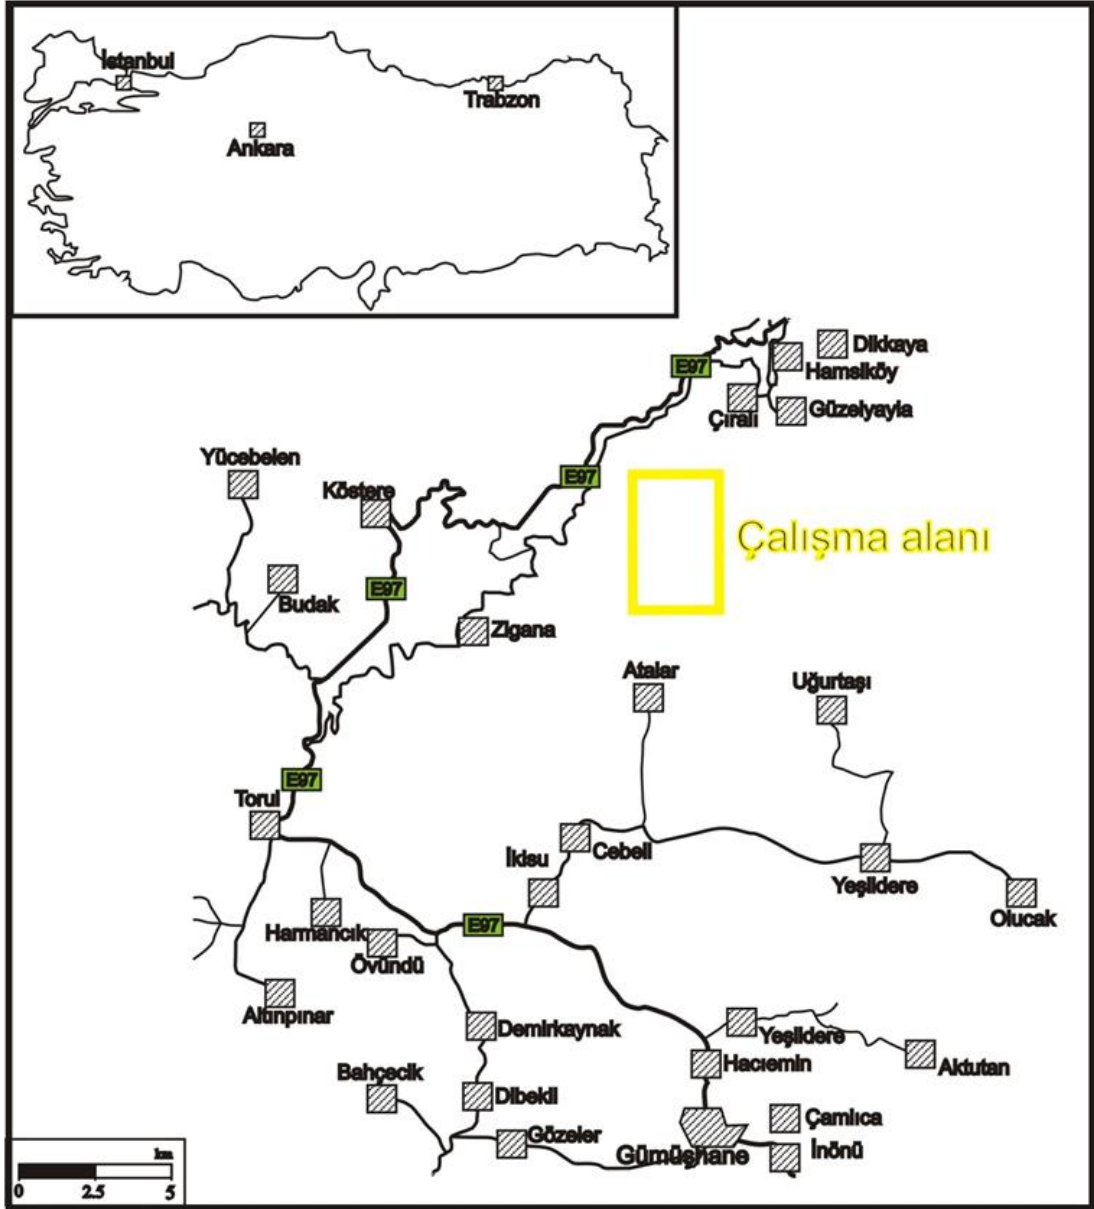 İstanbul
Trabzon
Ankara
E97
Dikkaya
Hamsiköy
Çıralı
Güzelyayla
Yücebelen
Köstere
E97
Çalışma alanı
Budak
E97
Zigana
Atalar
Uğurtaşı
E97
Torul
İkisu
Cebeli
Yeşildere
Olucak
Harmancık
E97
Övündü
Altınpınar
Demirkaynak
Yeşildere
Hacıemin
Aktutan
Bahçecik
Dibekli
Çamlıca
Gözeler
Gümüşhane
İnönü
km
0 2.5 5